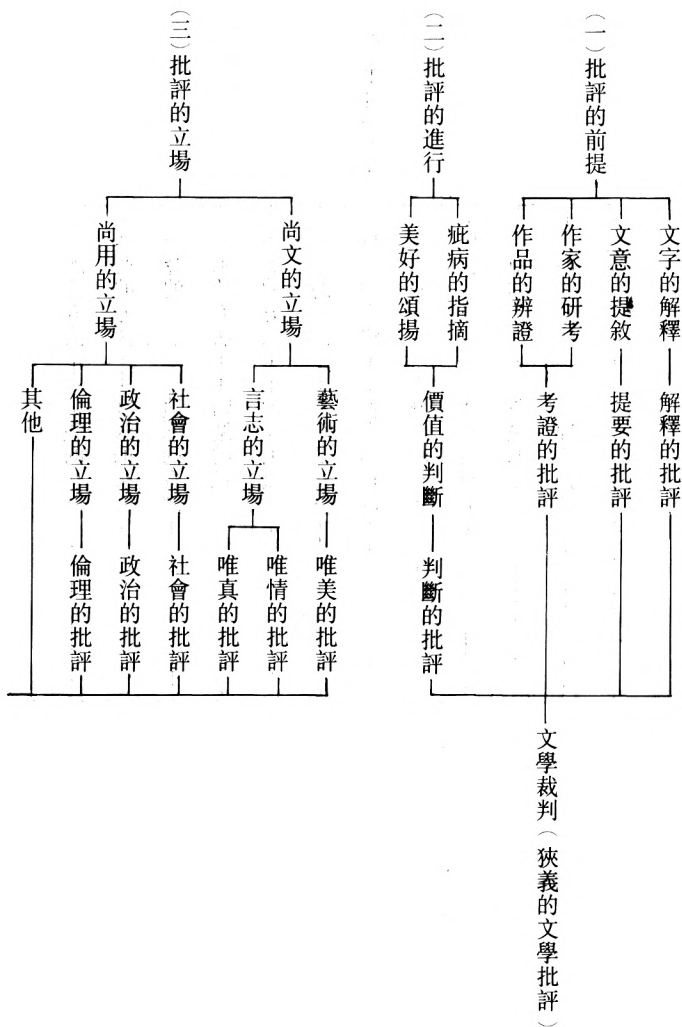 （一）批評的前提
文字的解釋
解釋的批評
文意的提敘
提要的批評
作家的研考
作品的辨證
考證的批評
（二）批評的進行
疵病的指摘
美好的頌揚
價值的判斷
判斷的批評
文學裁判（狹義的文學批評）
（三）批評的立場
尚文的立場
藝術的立場
唯美的批評
言志的立場
唯情的批評
唯真的批評
尚用的立場
社會的立場
社會的批評
政治的立場
政治的批評
倫理的立場
倫理的批評
其他